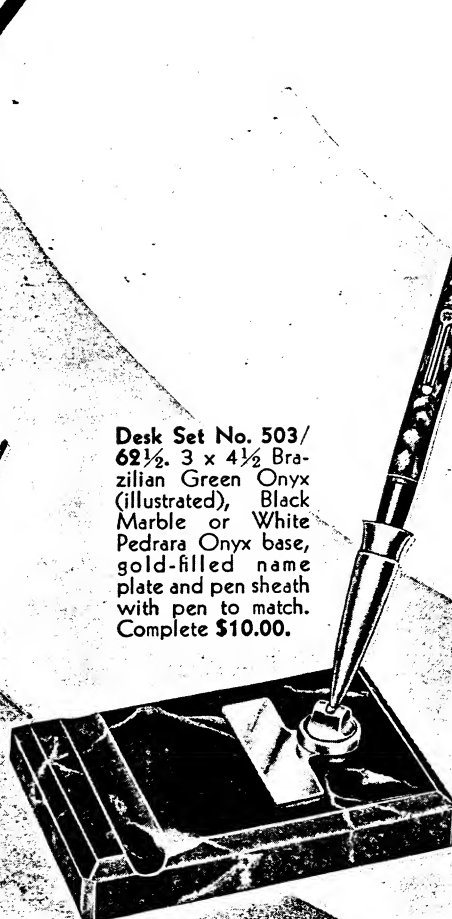 Desk Set No. 503/
62½. 3 x 4½ Bra-
zilian Green Onyx
(illustrated), Black
Marble or White
Pedrara Onyx base,
gold-filled name
plate and pen sheath
with pen to match.
Complete $10.00.